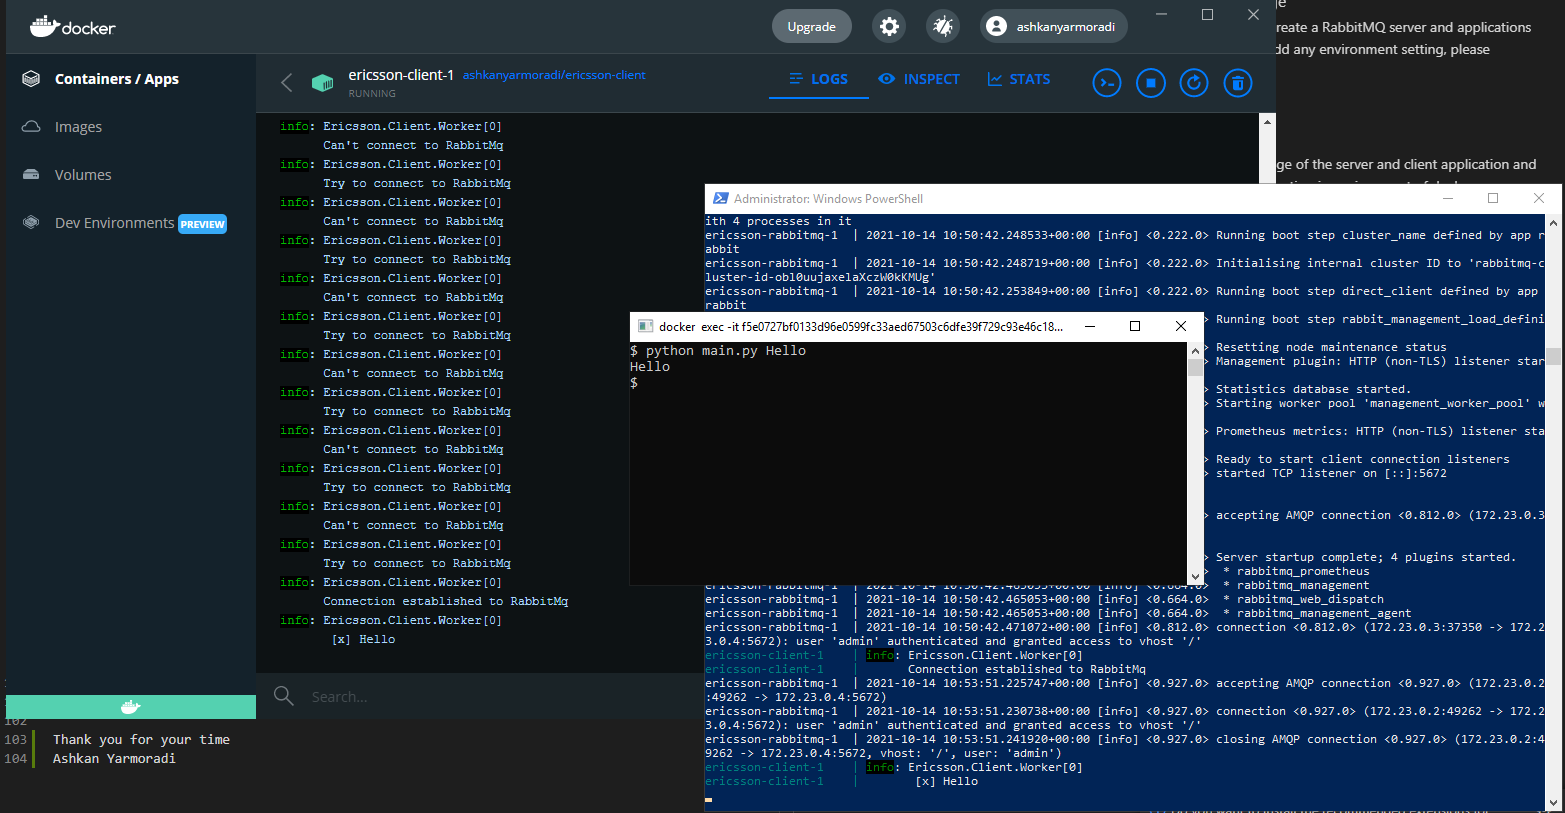 docker
Upgrade
ashkanyarmoradi
Containers / Apps
Images
Volumes
Dev Environments PREVIEW
ericsson-client-1 ashkanyarmoradi/ericsson-client
RUNNING
LOGS
INSPECT
STATS
info: Ericsson.Client.Worker[0]
Can't connect to RabbitMq
info: Ericsson.Client.Worker[0]
Try to connect to RabbitMq
info: Ericsson.Client.Worker[0]
Can't connect to RabbitMq
info: Ericsson.Client.Worker[0]
Try to connect to RabbitMq
info: Ericsson.Client.Worker[0]
Can't connect to RabbitMq
info: Ericsson.Client.Worker[0]
Try to connect to RabbitMq
info: Ericsson.Client.Worker[0]
Can't connect to RabbitMq
info: Ericsson.Client.Worker[0]
Try to connect to RabbitMq
info: Ericsson.Client.Worker[0]
Can't connect to RabbitMq
info: Ericsson.Client.Worker[0]
Try to connect to RabbitMq
info: Ericsson.Client.Worker[0]
Can't connect to RabbitMq
info: Ericsson.Client.Worker[0]
Try to connect to RabbitMq
info: Ericsson.Client.Worker[0]
Connection established to RabbitMq
info: Ericsson.Client.Worker[0]
[x] Hello
Search...
102
103 Thank you for your time
104 Ashkan Yarmoradi
reate a RabbitMQ server and applications
dd any environment setting, please
ge of the server and client application and
Administrator: Windows PowerShell
ith 4 processes in it
ericsson-rabbitmq-1 | 2021-10-14 10:50:42.248533+00:00 [info] <0.222.0> Running boot step cluster_name defined by app r
abbit
ericsson-rabbitmq-1 | 2021-10-14 10:50:42.248719+00:00 [info] <0.222.0> Initialising internal cluster ID to 'rabbitmq-c
luster-id-obl0uujaxelaXczW0kKMUg'
ericsson-rabbitmq-1 | 2021-10-14 10:50:42.253849+00:00 [info] <0.222.0> Running boot step direct_client defined by app
rabbit
> Running boot step rabbit_management_load_defini
> Resetting node maintenance status
> Management plugin: HTTP (non-TLS) listener star
> Statistics database started.
> Starting worker pool 'management_worker_pool' w
> Prometheus metrics: HTTP (non-TLS) listener sta
> Ready to start client connection listeners
> started TCP listener on [::]:5672
> accepting AMQP connection <0.812.0> (172.23.0.3
> Server startup complete; 4 plugins started.
> * rabbitmq_prometheus
ericsson-rabbitmq-1 | 2021-10-14 10:50:42.465053+00:00 [info] <0.664.0> * rabbitmq_management
ericsson-rabbitmq-1 | 2021-10-14 10:50:42.465053+00:00 [info] <0.664.0> * rabbitmq_web_dispatch
ericsson-rabbitmq-1 | 2021-10-14 10:50:42.465053+00:00 [info] <0.664.0> * rabbitmq_management_agent
ericsson-rabbitmq-1 | 2021-10-14 10:50:42.471072+00:00 [info] <0.812.0> connection <0.812.0> (172.23.0.3:37350 -> 172.2
3.0.4:5672): user 'admin' authenticated and granted access to vhost '/'
ericsson-client-1 | info: Ericsson.Client.Worker[0]
ericsson-client-1 | Connection established to RabbitMq
ericsson-rabbitmq-1 | 2021-10-14 10:53:51.225747+00:00 [info] <0.927.0> accepting AMQP connection <0.927.0> (172.23.0.2
:49262 -> 172.23.0.4:5672)
ericsson-rabbitmq-1 | 2021-10-14 10:53:51.230738+00:00 [info] <0.927.0> connection <0.927.0> (172.23.0.2:49262 -> 172.2
3.0.4:5672): user 'admin' authenticated and granted access to vhost '/'
ericsson-rabbitmq-1 | 2021-10-14 10:53:51.241920+00:00 [info] <0.927.0> closing AMQP connection <0.927.0> (172.23.0.2:4
9262 -> 172.23.0.4:5672, vhost: '/', user: 'admin')
ericsson-client-1 | info: Ericsson.Client.Worker[0]
ericsson-client-1 | [x] Hello
docker exec -it f5e0727bf0133d96e0599fc33aed67503c6dfe39f729c93e46c18...
$ python main.py Hello
Hello
$